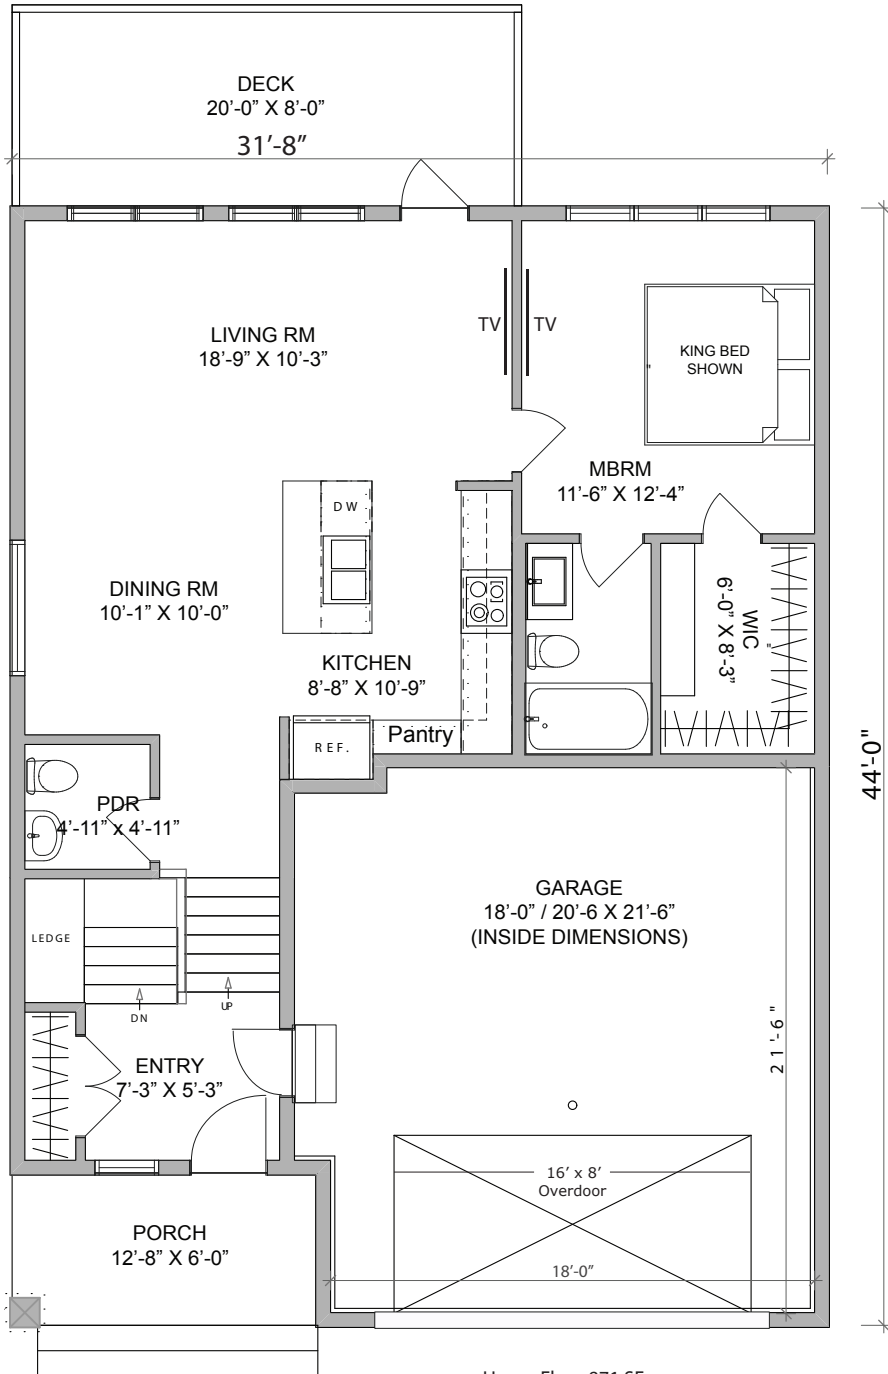 DECK
20'-0" X 8'-0"
31'-8"
LIVING RM
18'-9" X 10'-3"
TV
TV
KING BED
SHOWN
MBRM
11'-6" X 12'-4"
DW
DINING RM
10'-1" X 10'-0"
WIC
6'-0" X 8'-3"
KITCHEN
8'-8" X 10'-9"
Pantry
REF.
44'-0"
PDR
4'-11" x 4'-11"
GARAGE
18'-0" / 20'-6 X 21'-6"
(INSIDE DIMENSIONS)
LEDGE
DN
UP
21'-6"
ENTRY
7'-3" X 5'-3"
16' x 8'
Overdoor
PORCH
12'-8" X 6'-0"
18'-0"